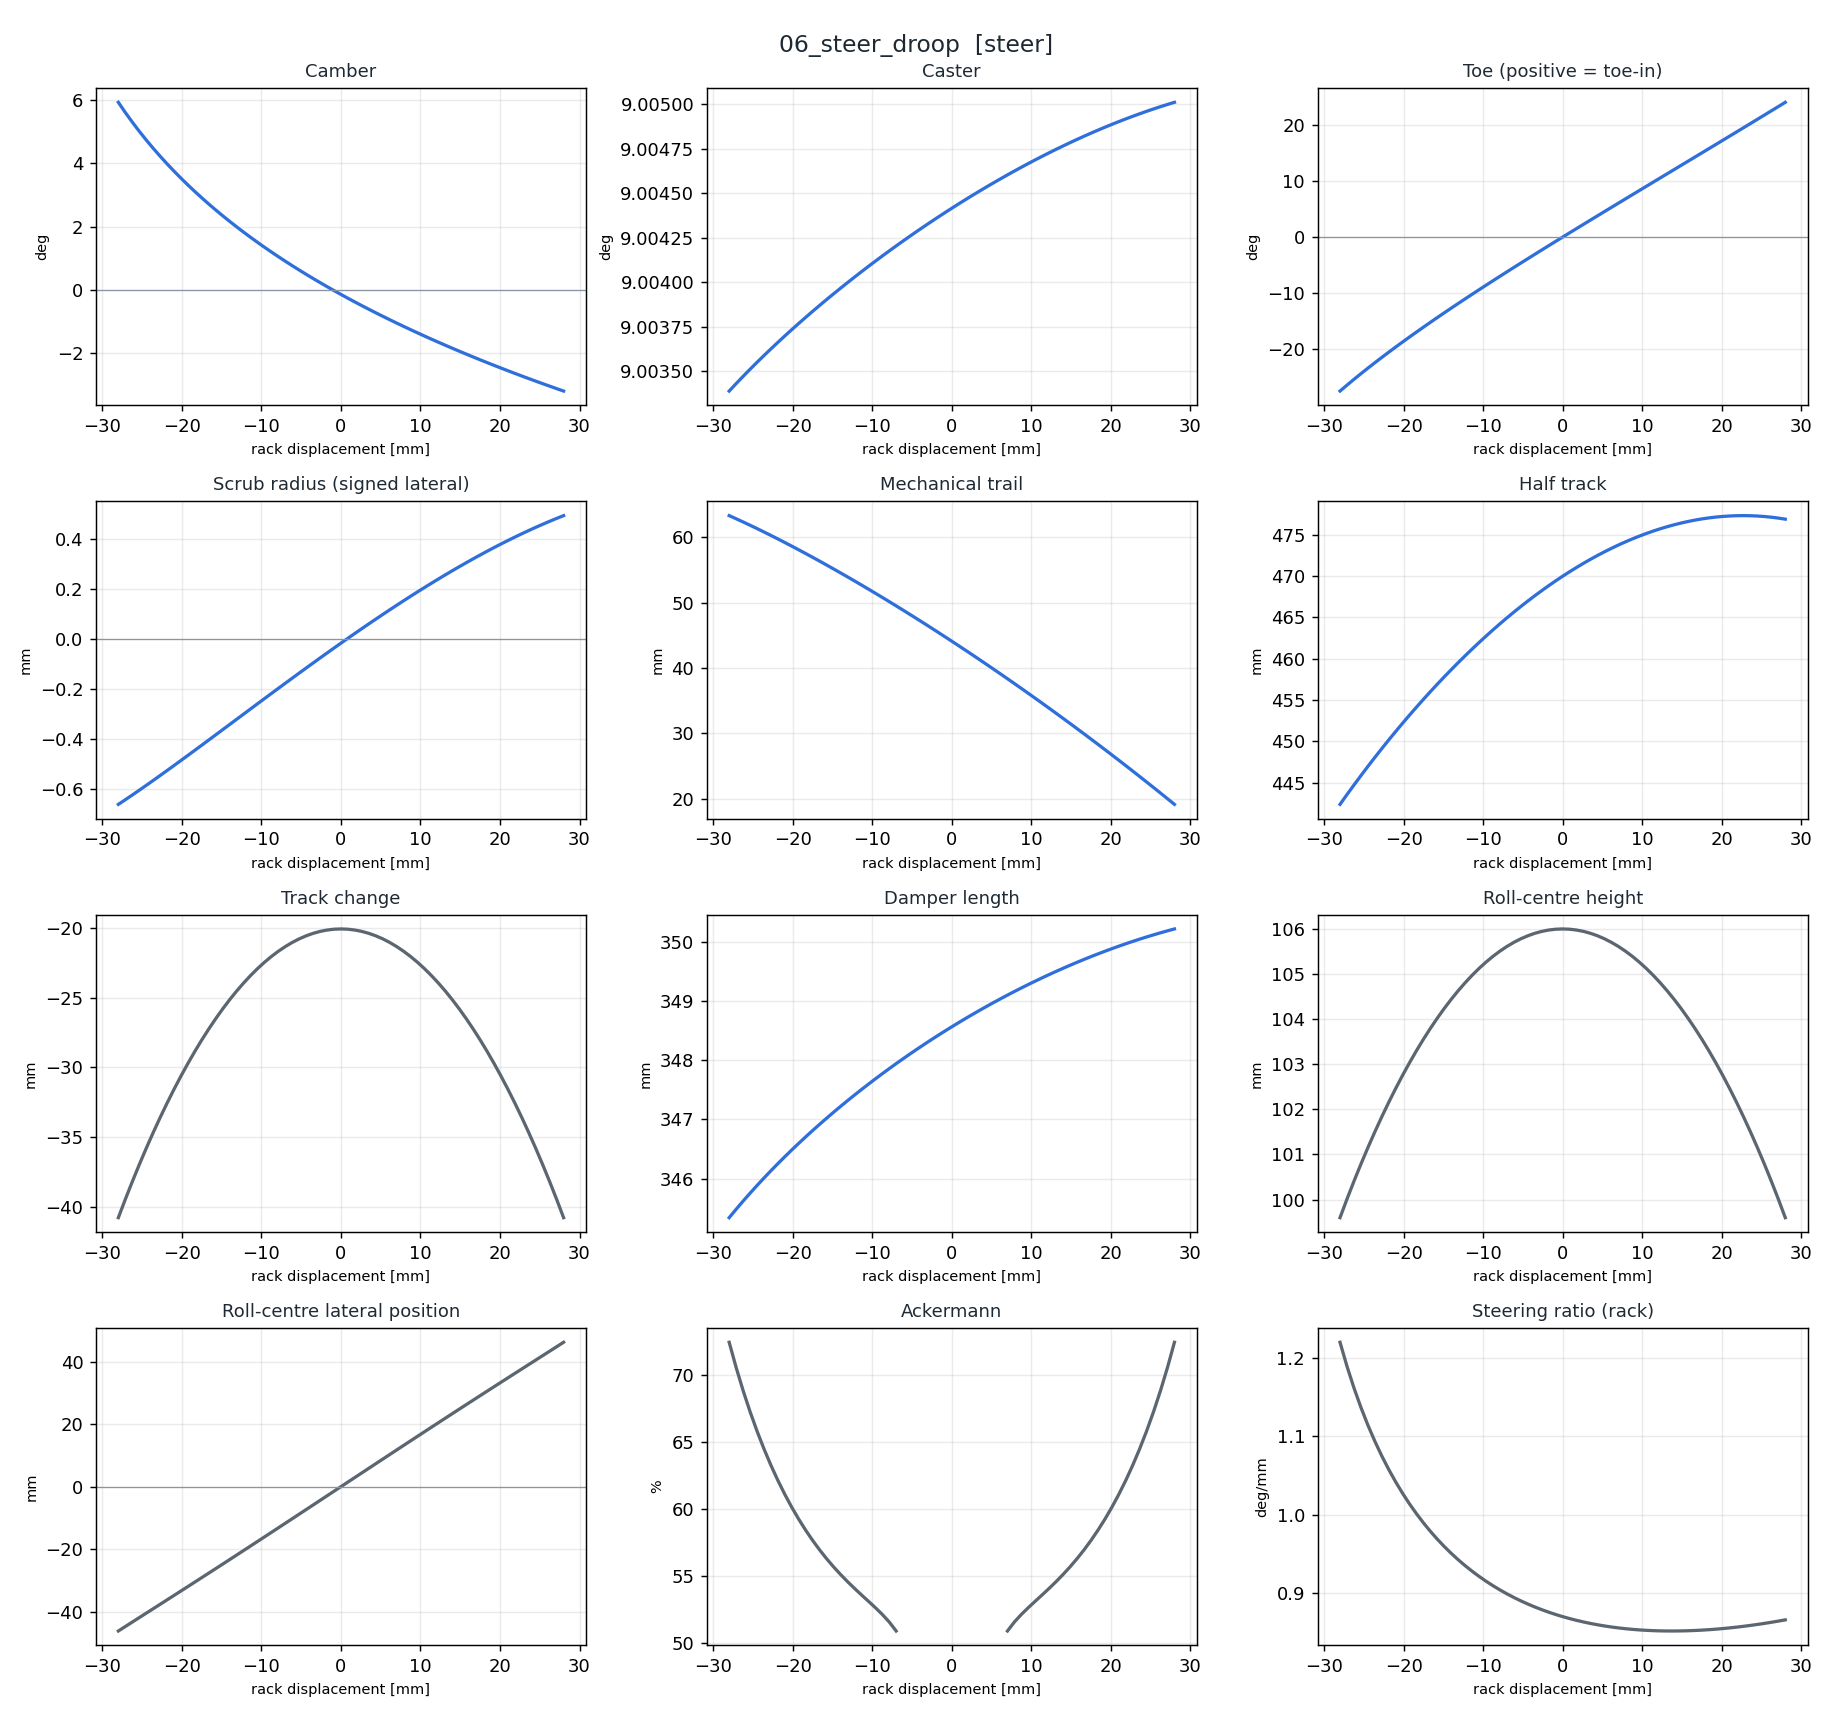 06_steer_droop  [steer]
Camber
6
4
2
0
−2
deg
−30 −20 −10 0 10 20 30
rack displacement [mm]
Caster
9.00500
9.00475
9.00450
9.00425
9.00400
9.00375
9.00350
deg
−30 −20 −10 0 10 20 30
rack displacement [mm]
Toe (positive = toe-in)
20
10
0
−10
−20
deg
−30 −20 −10 0 10 20 30
rack displacement [mm]
Scrub radius (signed lateral)
0.4
0.2
0.0
−0.2
−0.4
−0.6
mm
−30 −20 −10 0 10 20 30
rack displacement [mm]
Mechanical trail
60
50
40
30
20
mm
−30 −20 −10 0 10 20 30
rack displacement [mm]
Half track
475
470
465
460
455
450
445
mm
−30 −20 −10 0 10 20 30
rack displacement [mm]
Track change
−20
−25
−30
−35
−40
mm
−30 −20 −10 0 10 20 30
rack displacement [mm]
Damper length
350
349
348
347
346
mm
−30 −20 −10 0 10 20 30
rack displacement [mm]
Roll-centre height
106
105
104
103
102
101
100
mm
−30 −20 −10 0 10 20 30
rack displacement [mm]
Roll-centre lateral position
40
20
0
−20
−40
mm
−30 −20 −10 0 10 20 30
rack displacement [mm]
Ackermann
70
65
60
55
50
%
−30 −20 −10 0 10 20 30
rack displacement [mm]
Steering ratio (rack)
1.2
1.1
1.0
0.9
deg/mm
−30 −20 −10 0 10 20 30
rack displacement [mm]